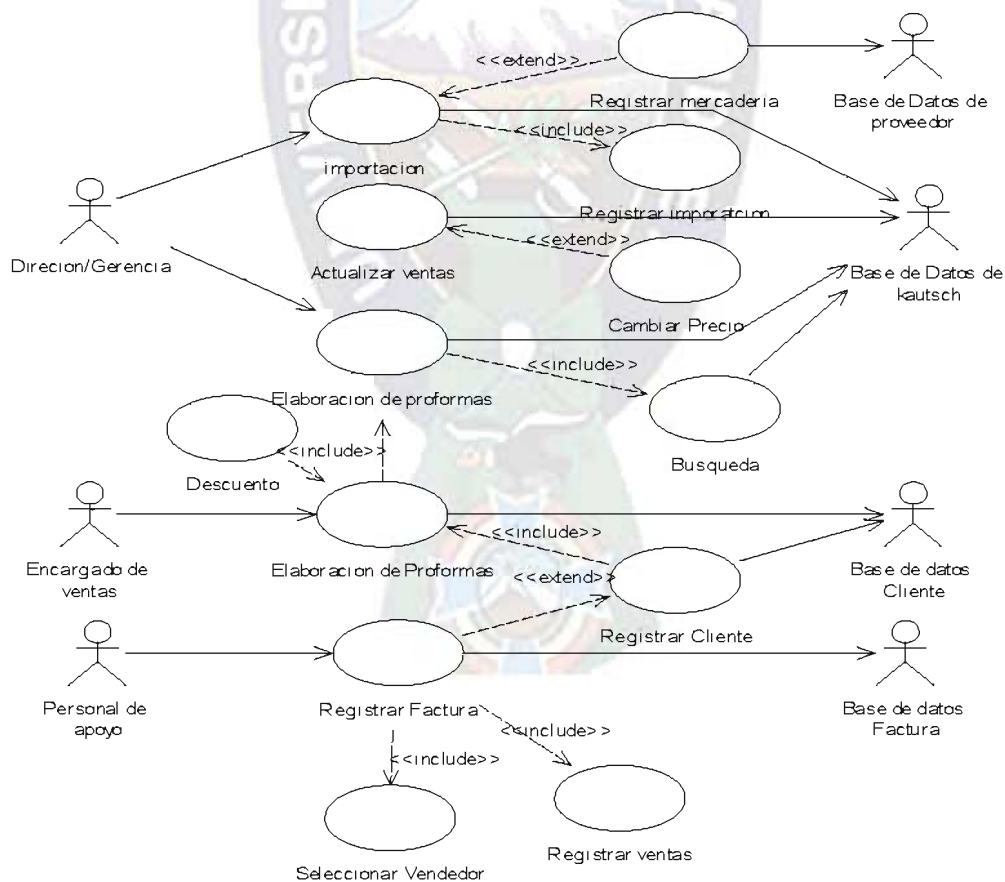 <<extend>>
Registrar mercaderia
Base de Datos de
proveedor
<<include>>
importacion
Registrar imporatcion
Direcion/Gerencia
<<extend>>
Actualizar ventas
Base de Datos de
kautsch
Cambiar Precio
<<include>>
Elaboracion de proformas
<<include>>
Busqueda
Descuento
<<include>>
Encargado de
ventas
Elaboracion de Proformas
<<extend>>
Base de datos
Cliente
Registrar Cliente
Personal de
apoyo
Registrar Factura
Base de datos
Factura
<<include>>
<<include>>
Registrar ventas
Seleccionar Vendedor